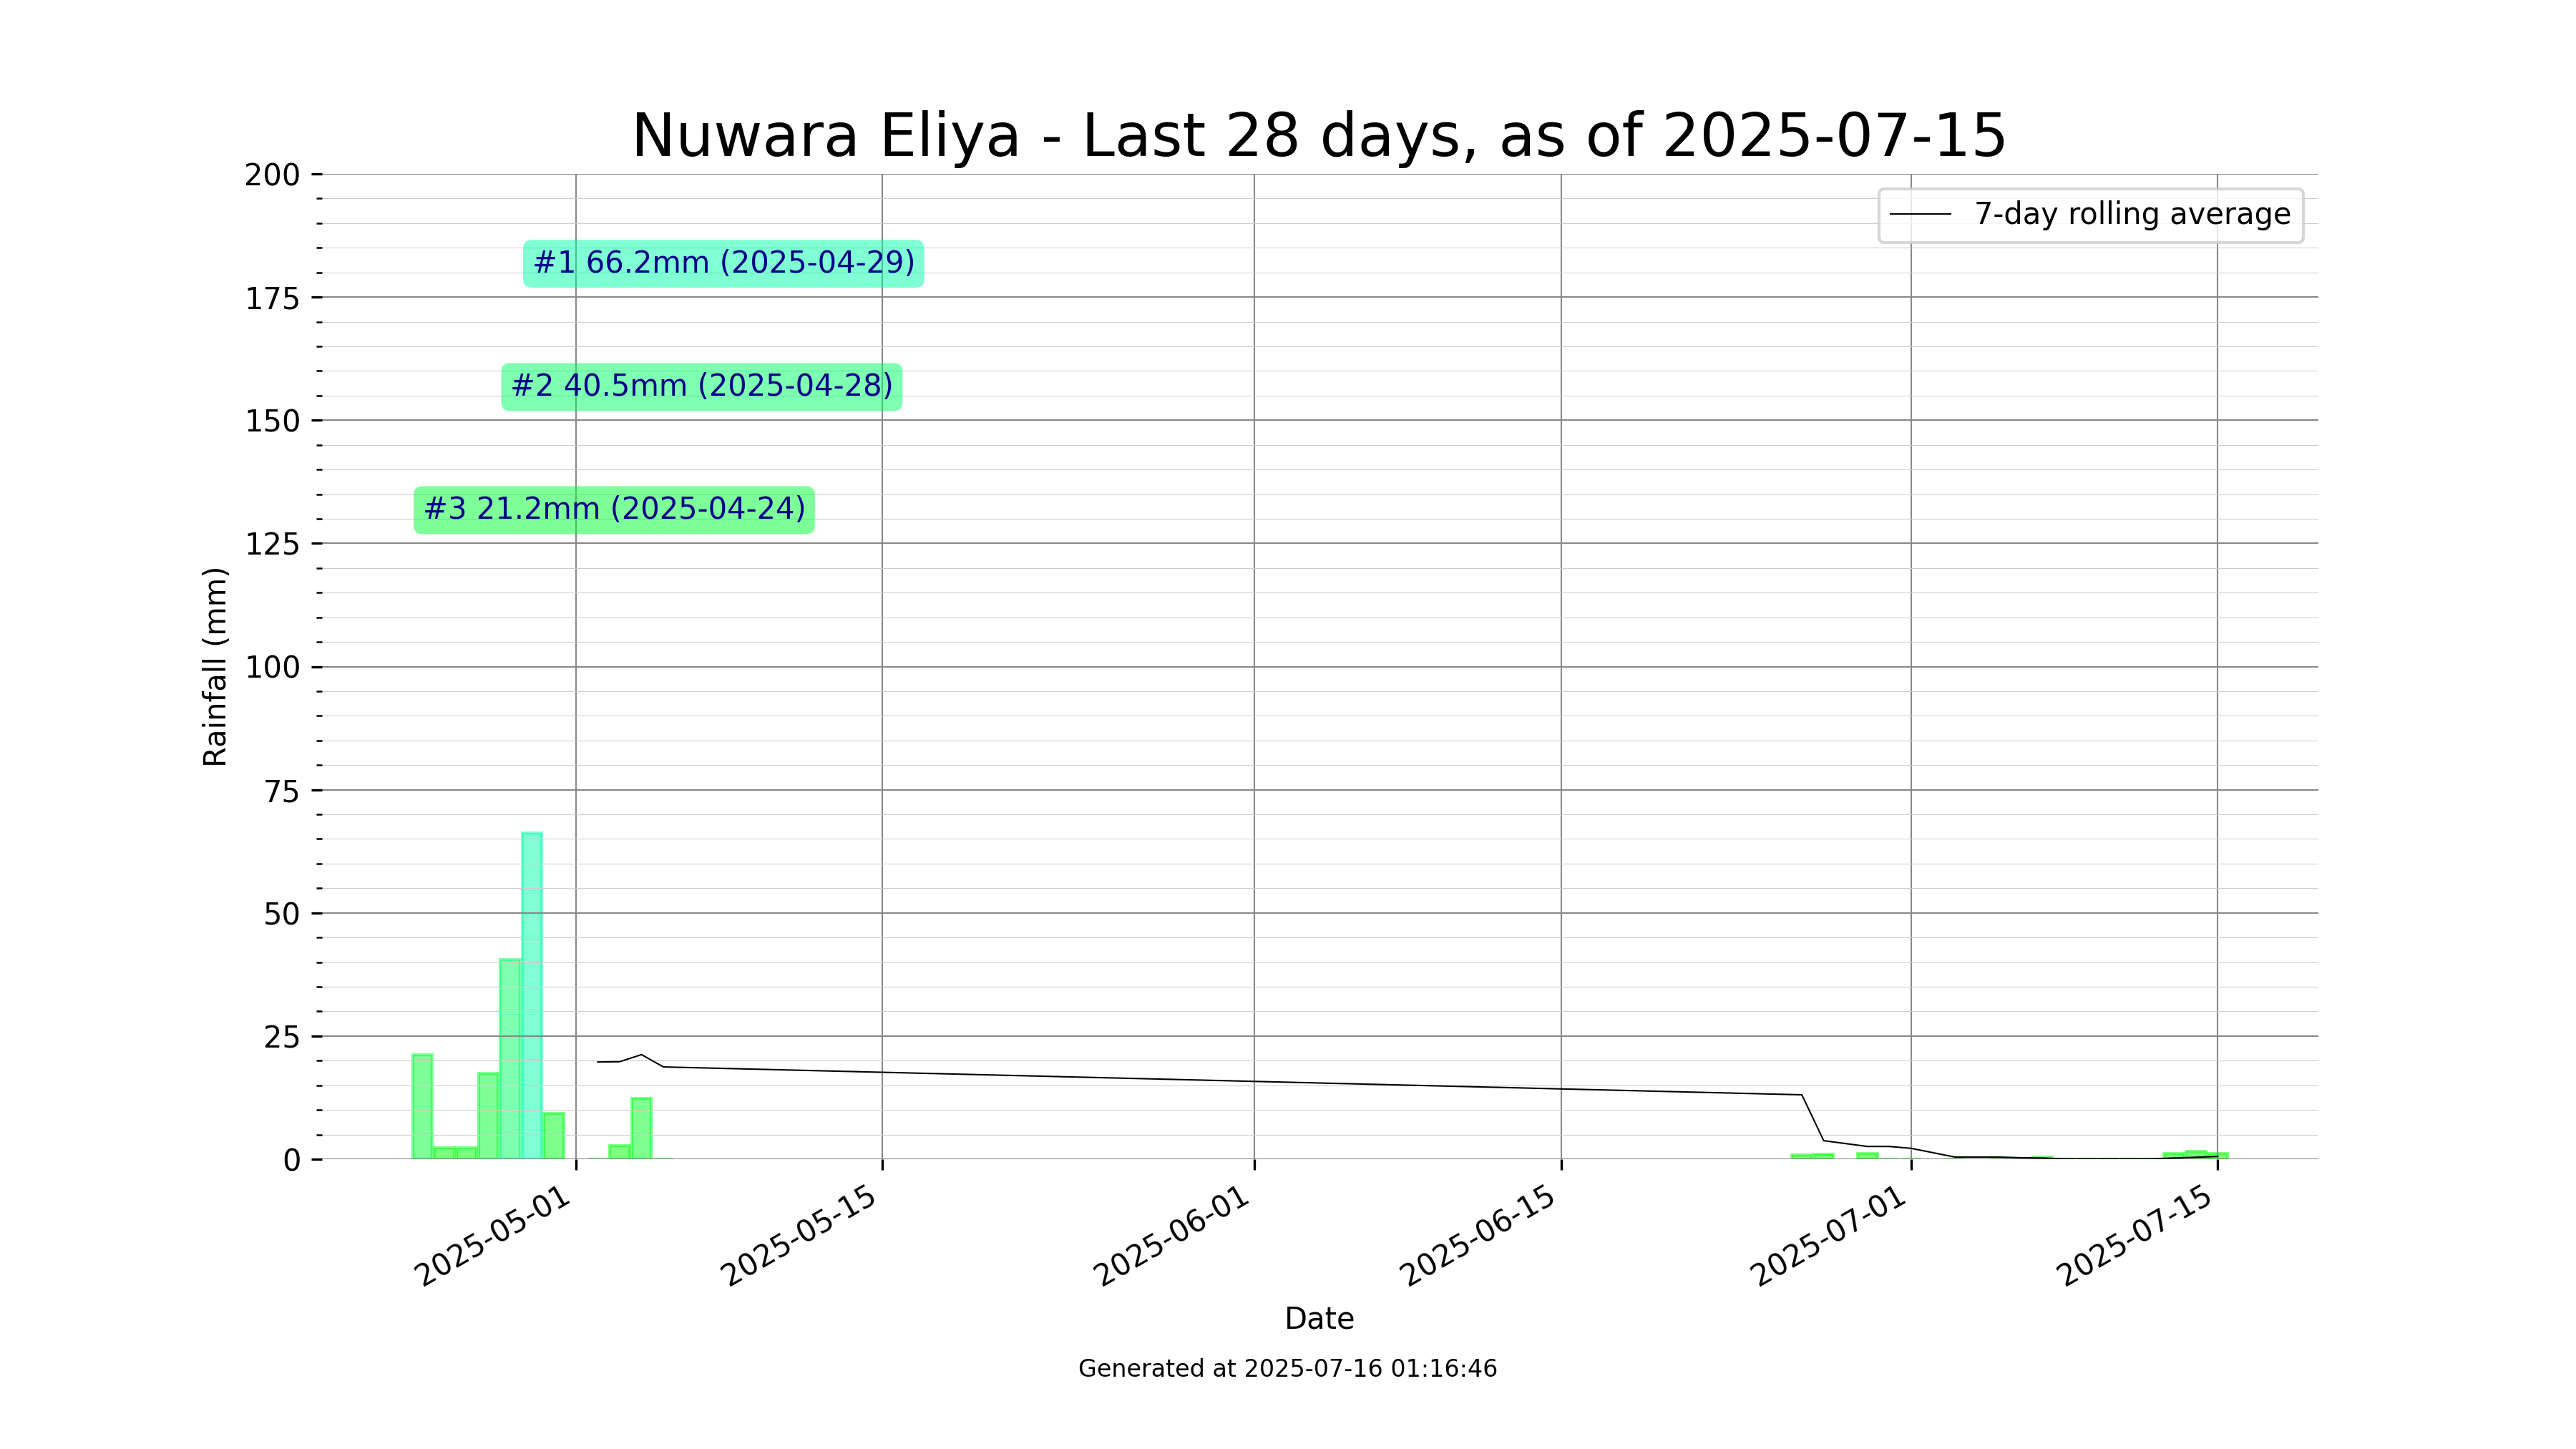 Nuwara Eliya - Last 28 days, as of 2025-07-15
200
175
150
125
100
75
50
25
0
Rainfall (mm)
7-day rolling average
#1 66.2mm (2025-04-29)
#2 40.5mm (2025-04-28)
#3 21.2mm (2025-04-24)
2025-05-01
2025-05-15
2025-06-01
2025-06-15
2025-07-01
2025-07-15
Date
Generated at 2025-07-16 01:16:46